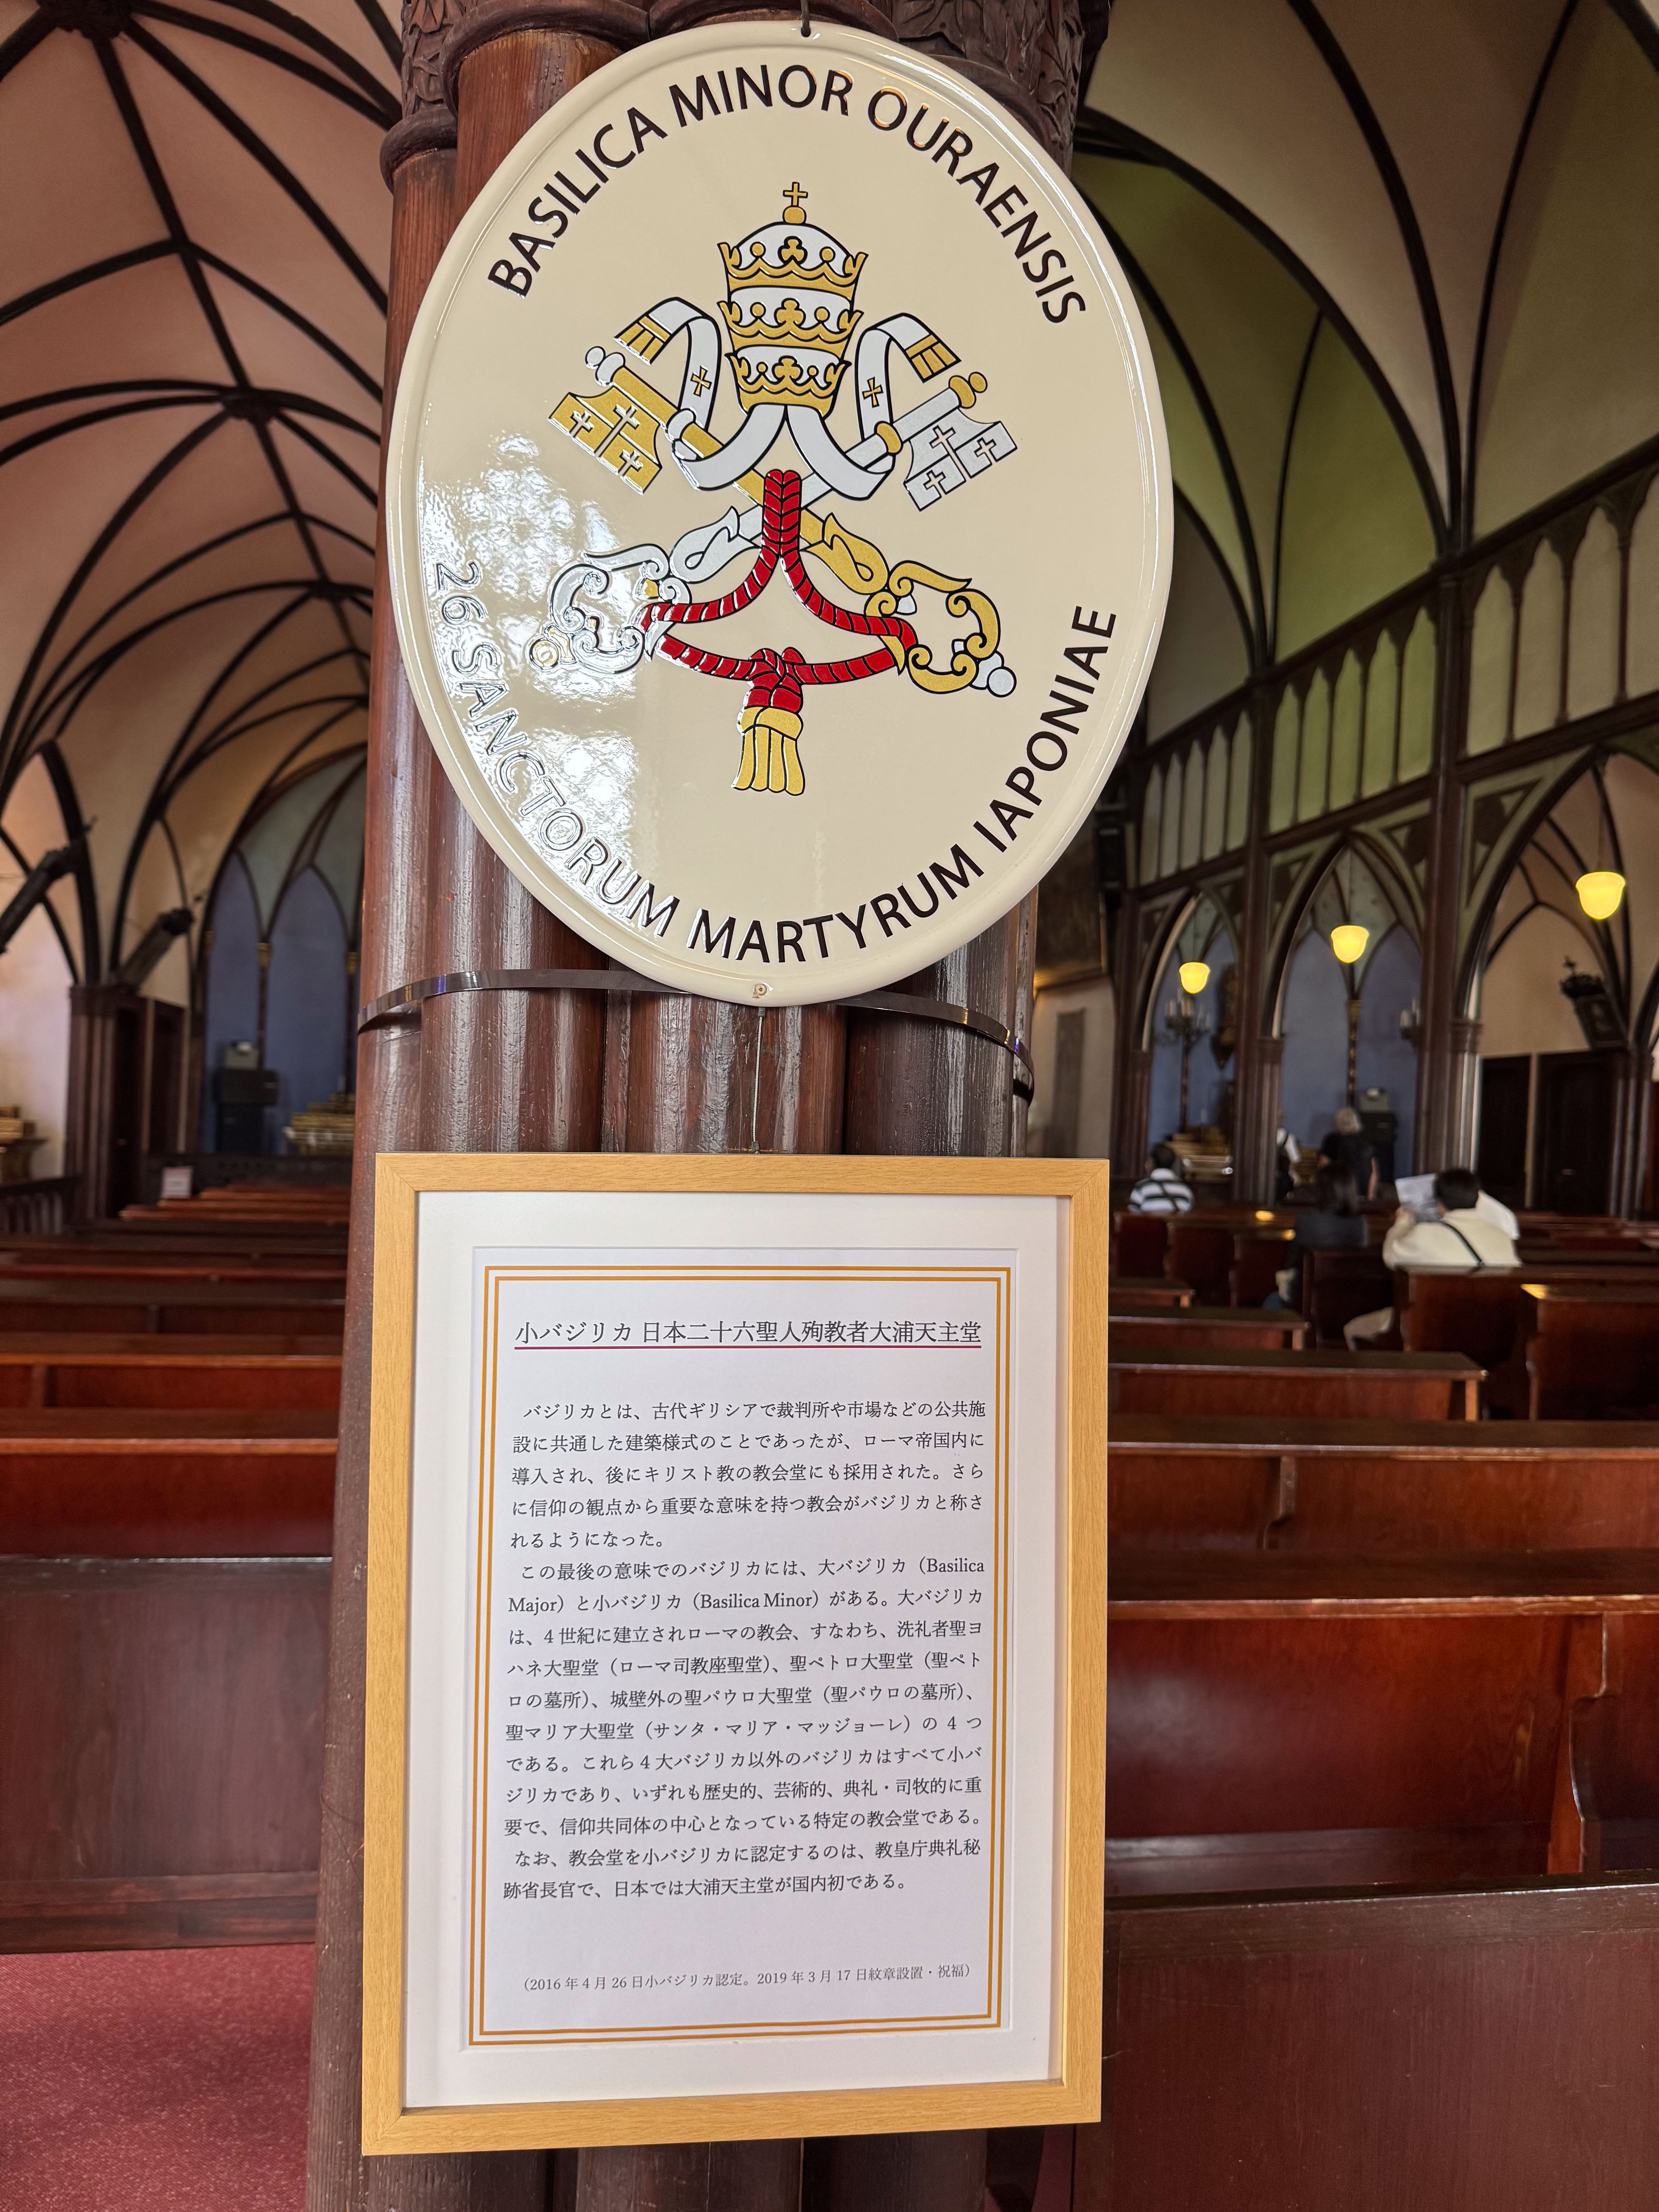 BASILICA MINOR OURAENSIS
26 SANCTORUM MARTYRUM IAPONIAE
小バジリカ 日本二十六聖人殉教者大浦天主堂
バジリカとは、古代ギリシアで裁判所や市場などの公共施
設に共通した建築様式のことであったが、ローマ帝国内に
導入され、後にキリスト教の教会堂にも採用された。さら
に信仰の観点から重要な意味を持つ教会がバジリカと称さ
れるようになった。
この最後の意味でのバジリカには、大バジリカ（Basilica
Major）と小バジリカ（Basilica Minor）がある。大バジリカ
は、4 世紀に建立されローマの教会、すなわち、洗礼者聖ヨ
ハネ大聖堂（ローマ司教座聖堂）、聖ペトロ大聖堂（聖ペト
ロの墓所）、城壁外の聖パウロ大聖堂（聖パウロの墓所）、
聖マリア大聖堂（サンタ・マリア・マッジョーレ）の 4 つ
である。これら 4 大バジリカ以外のバジリカはすべて小バ
ジリカであり、いずれも歴史的、芸術的、典礼・司牧的に重
要で、信仰共同体の中心となっている特定の教会堂である。
なお、教会堂を小バジリカに認定するのは、教皇庁典礼秘
跡省長官で、日本では大浦天主堂が国内初である。
（2016 年 4 月 26 日小バジリカ認定。2019 年 3 月 17 日紋章設置・祝福）